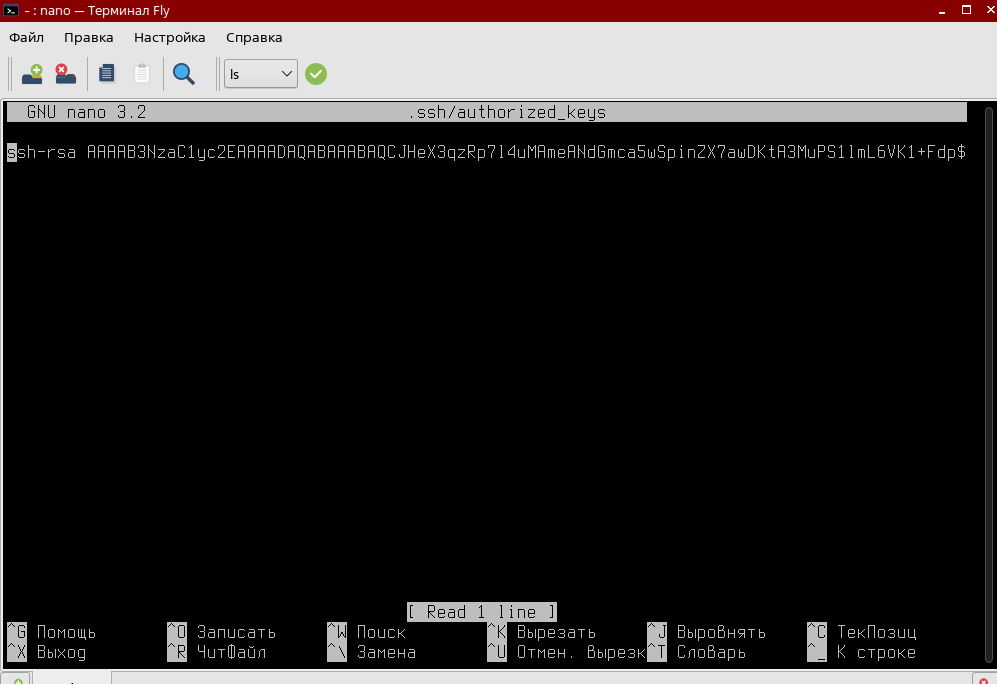 - : nano — Терминал Fly
Файл Правка Настройка Справка
ls
GNU nano 3.2 .ssh/authorized_keys
ssh-rsa AAAAB3NzaC1yc2EAAAADAQABAAABAQCJHeX3qzRp7l4uMAmeANdGmca5wSpinZX7awDKtA3MuPS1lmL6VK1+Fdp$
[ Read 1 line ]
^G Помощь ^O Записать ^W Поиск ^K Вырезать ^J Выровнять ^C ТекПозиц
^X Выход ^R ЧитФайл ^\ Замена ^U Отмен. вырезк ^T Словарь ^_ К строке